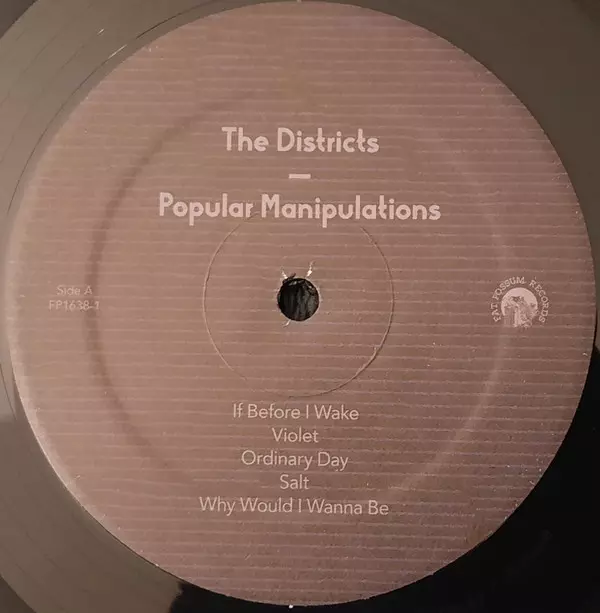 The Districts
—
Popular Manipulations
Side A
FP1638-1
FAT POSSUM RECORDS
If Before I Wake
Violet
Ordinary Day
Salt
Why Would I Wanna Be